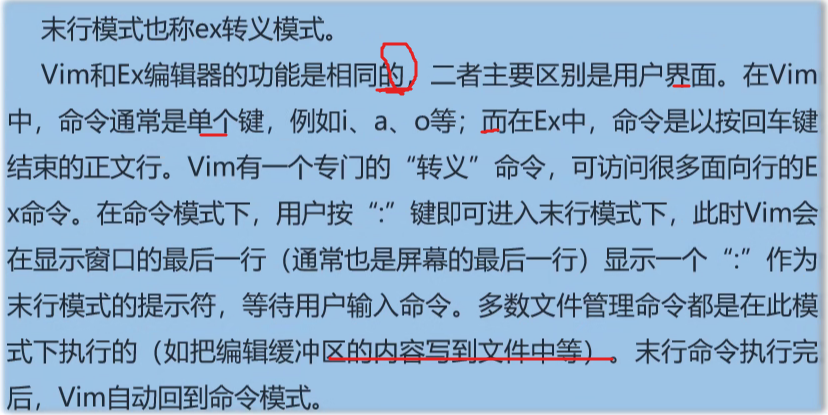 末行模式也称ex转义模式。
Vim和Ex编辑器的功能是相同的，二者主要区别是用户界面。在Vim
中，命令通常是单个键，例如i、a、o等；而在Ex中，命令是以按回车键
结束的正文行。Vim有一个专门的“转义”命令，可访问很多面向行的E
x命令。在命令模式下，用户按“:”键即可进入末行模式下，此时Vim会
在显示窗口的最后一行（通常也是屏幕的最后一行）显示一个“:”作为
末行模式的提示符，等待用户输入命令。多数文件管理命令都是在此模
式下执行的（如把编辑缓冲区的内容写到文件中等）。末行命令执行完
后，Vim自动回到命令模式。